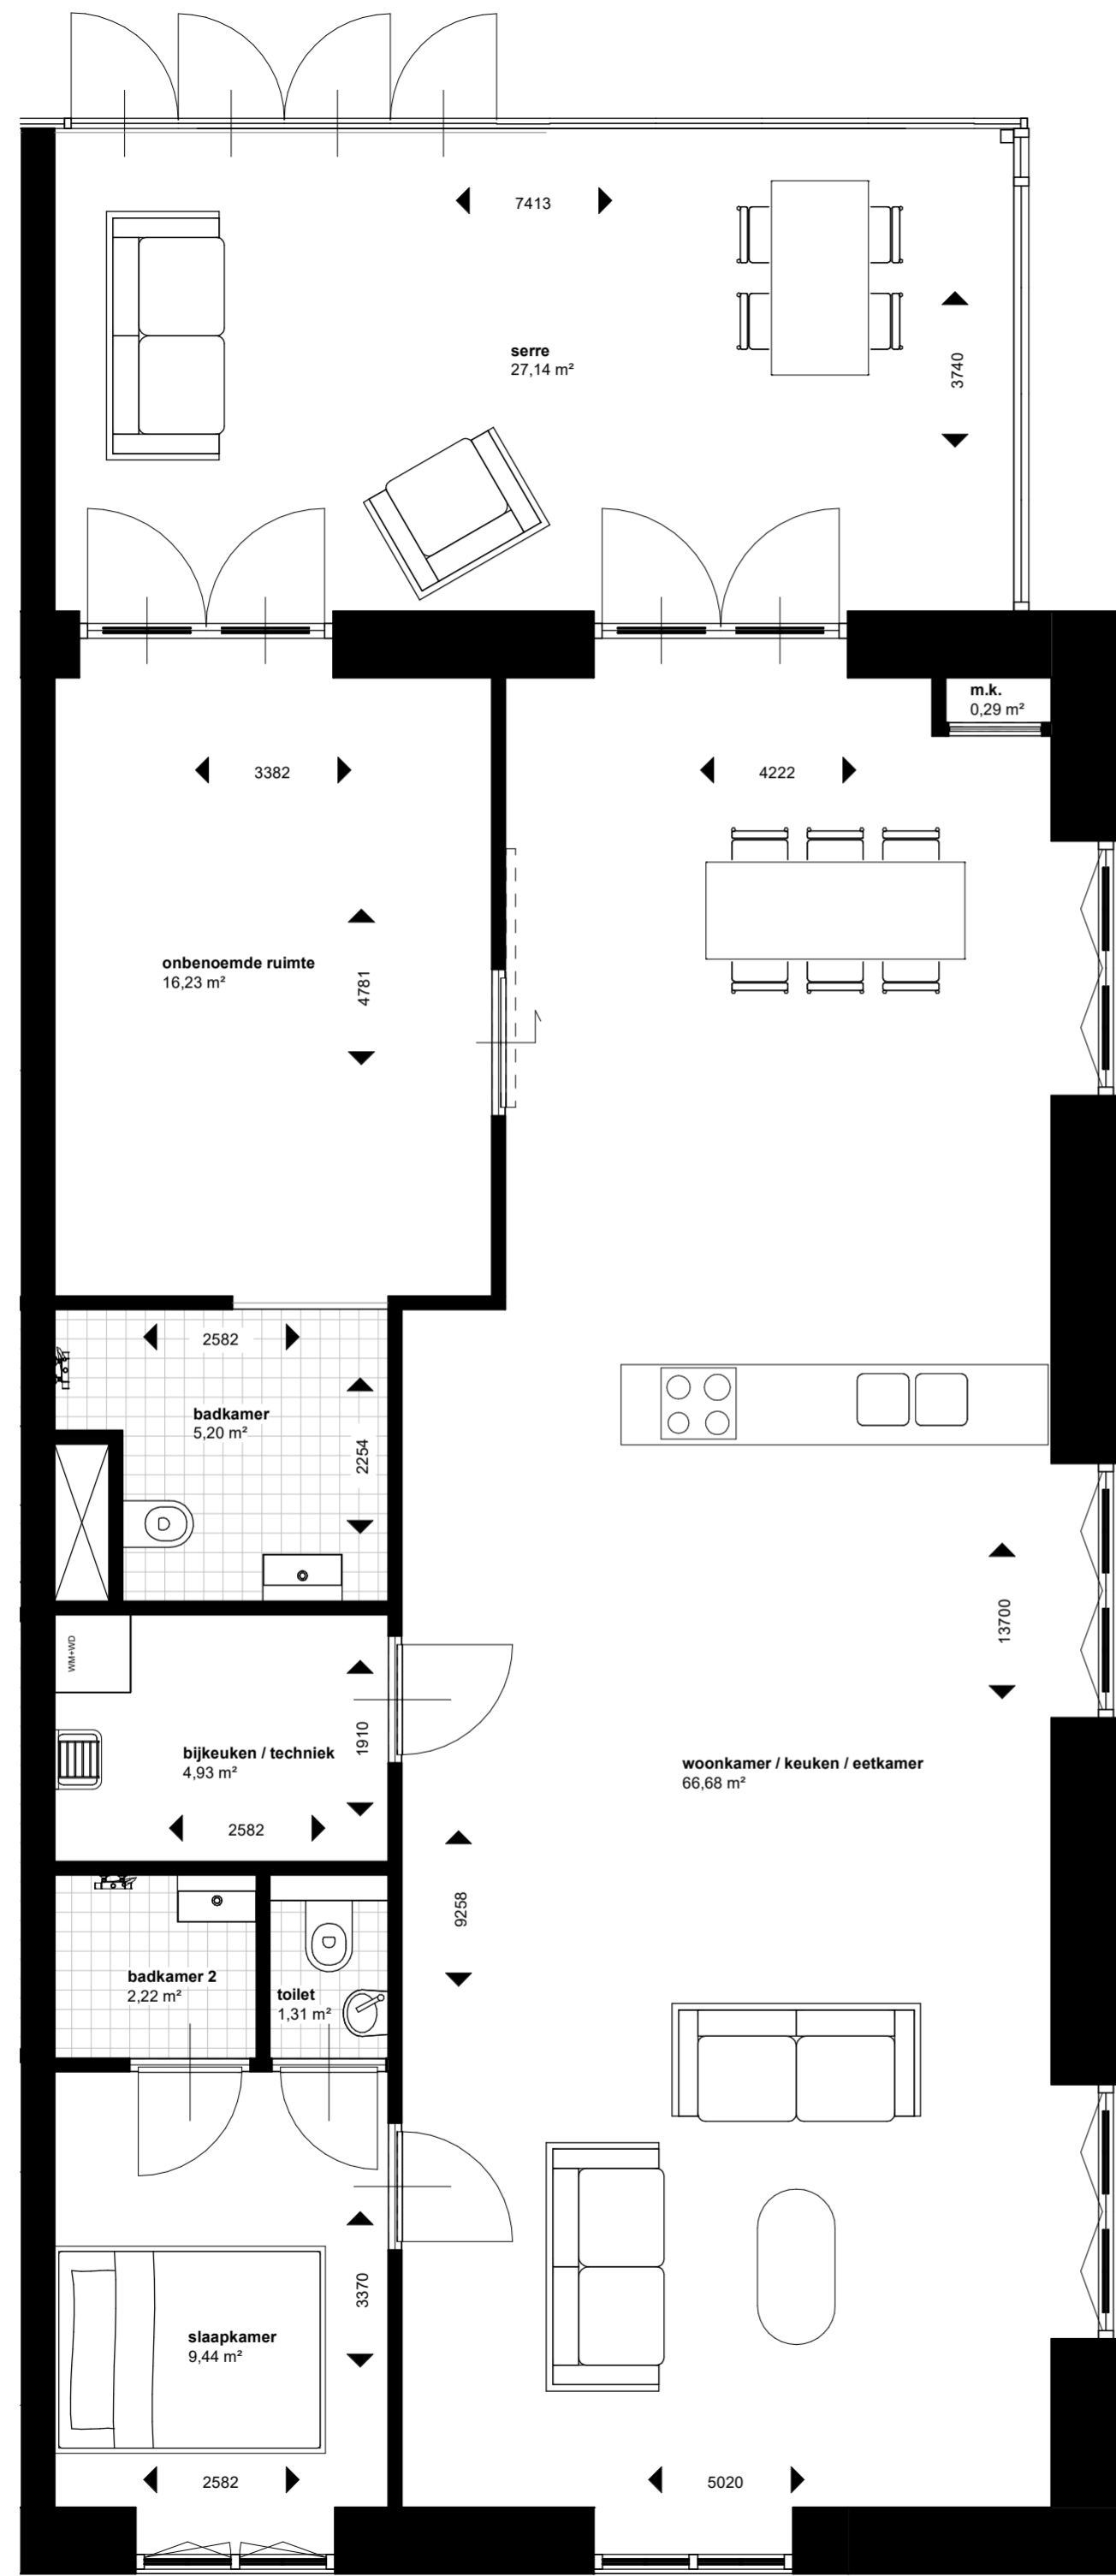 7413
serre
27,14 m²
3740
m.k.
0,29 m²
3382
4222
onbenoemde ruimte
16,23 m²
4781
2582
badkamer
5,20 m²
2254
13700
WM+WD
1910
bijkeuken / techniek
4,93 m²
woonkamer / keuken / eetkamer
66,68 m²
2582
9258
badkamer 2
2,22 m²
toilet
1,31 m²
3370
slaapkamer
9,44 m²
2582
5020